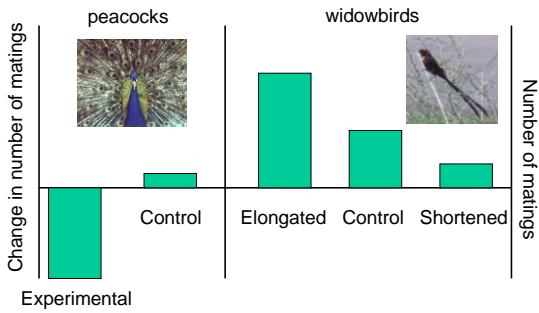 peacocks
widowbirds
Change in number of matings
Number of matings
Control
Elongated
Control
Shortened
Experimental